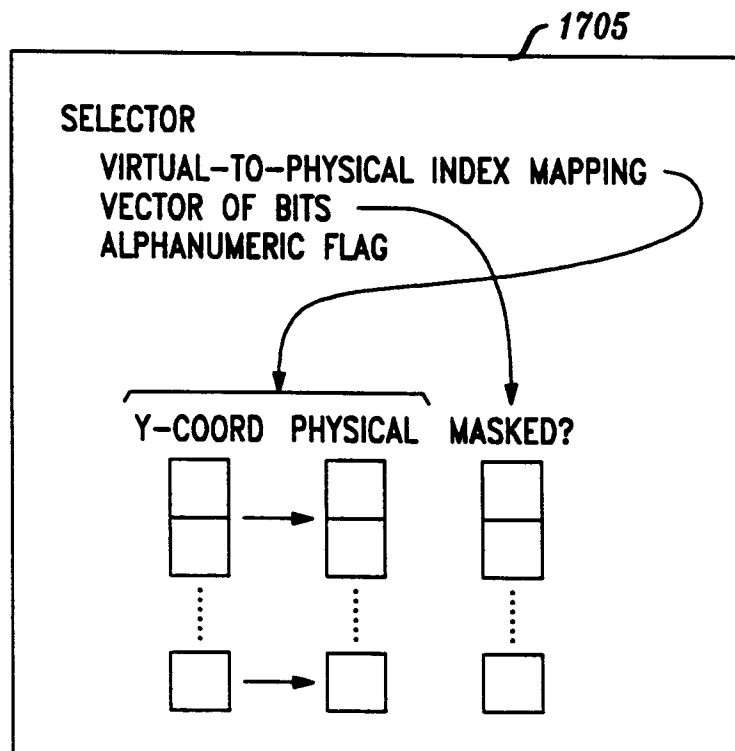 1705
SELECTOR
VIRTUAL-TO-PHYSICAL INDEX MAPPING
VECTOR OF BITS
ALPHANUMERIC FLAG
Y-COORD PHYSICAL MASKED?